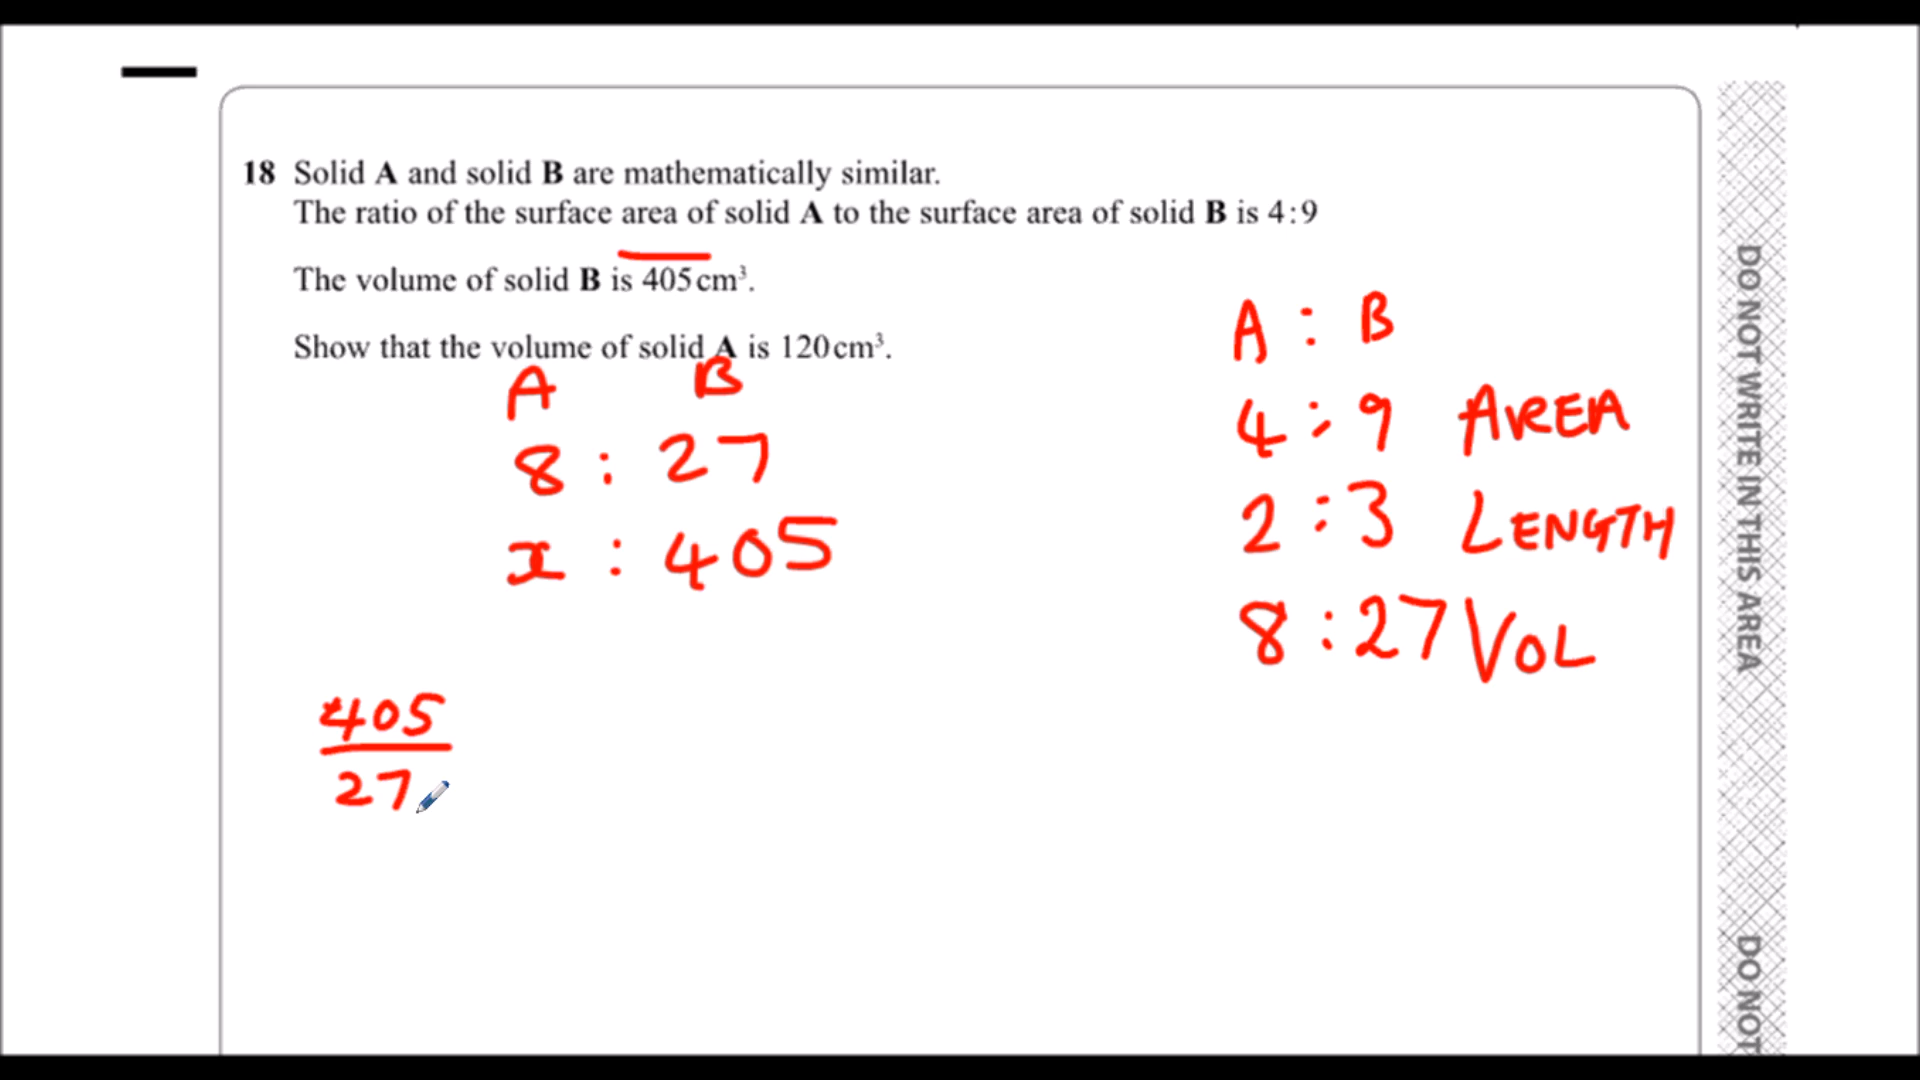 18 Solid A and solid B are mathematically similar.
The ratio of the surface area of solid A to the surface area of solid B is 4:9
The volume of solid B is 405 cm³.
Show that the volume of solid A is 120 cm³.
A B
8 : 27
x : 405
405
27
A : B
4 : 9 AREA
2 : 3 LENGTH
8 : 27 VOL
DO NOT WRITE IN THIS AREA
DO NOT